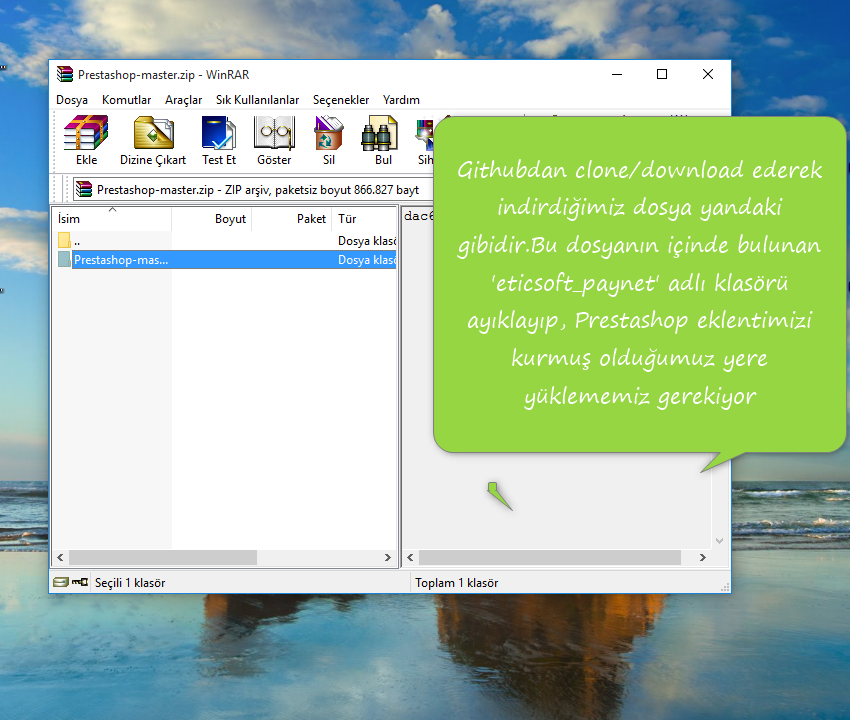 Prestashop-master.zip - WinRAR
Dosya Komutlar Araçlar Sık Kullanılanlar Seçenekler Yardım
Ekle Dizine Çıkart Test Et Göster Sil Bul Sih
Prestashop-master.zip - ZIP arşiv, paketsiz boyut 866.827 bayt
İsim Boyut Paket Tür
.. Dosya klasö
Prestashop-mas... Dosya klasö
dac6
Githubdan clone/download ederek
indirdiğimiz dosya yandaki
gibidir.Bu dosyanın içinde bulunan
'eticsoft_paynet' adlı klasörü
ayıklayıp, Prestashop eklentimizi
kurmuş olduğumuz yere
yüklememiz gerekiyor
Seçili 1 klasör
Toplam 1 klasör